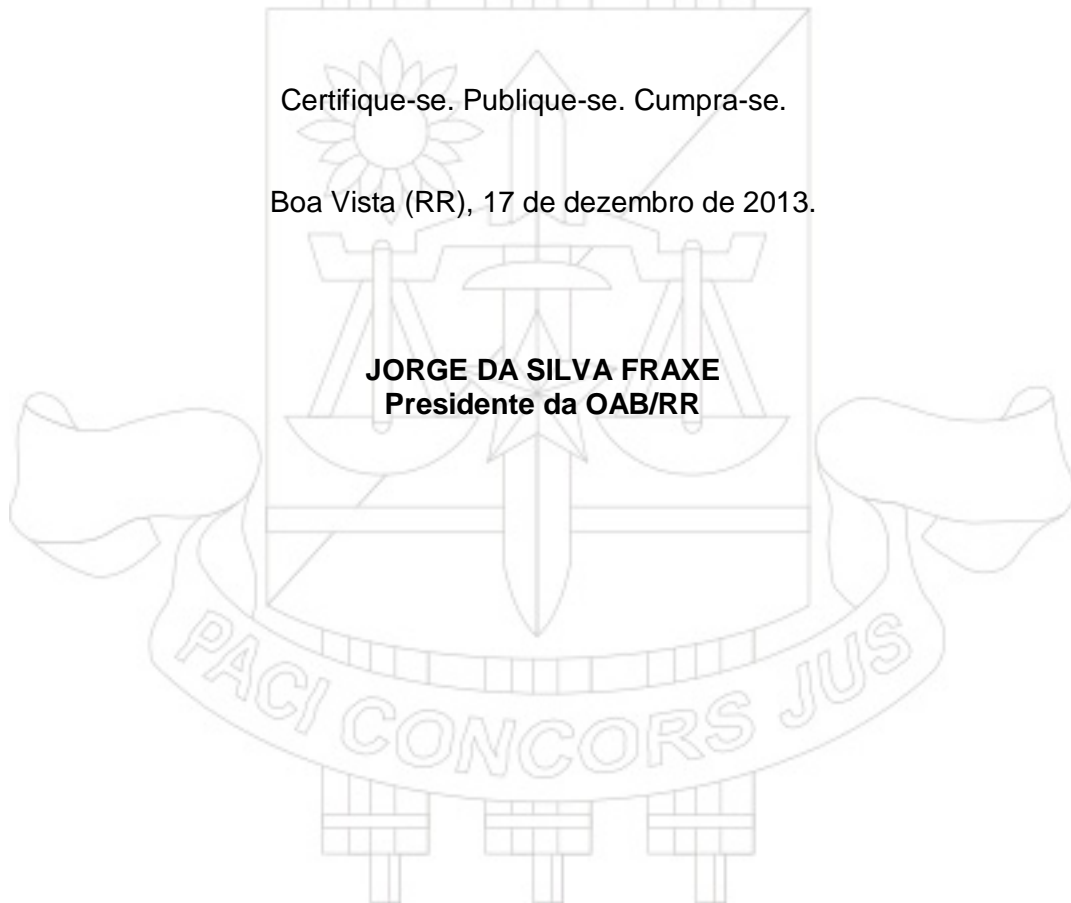 Certifique-se. Publique-se. Cumpra-se.
Boa Vista (RR), 17 de dezembro de 2013.
JORGE DA SILVA FRAXE
Presidente da OAB/RR
PACI CONCORS JUS